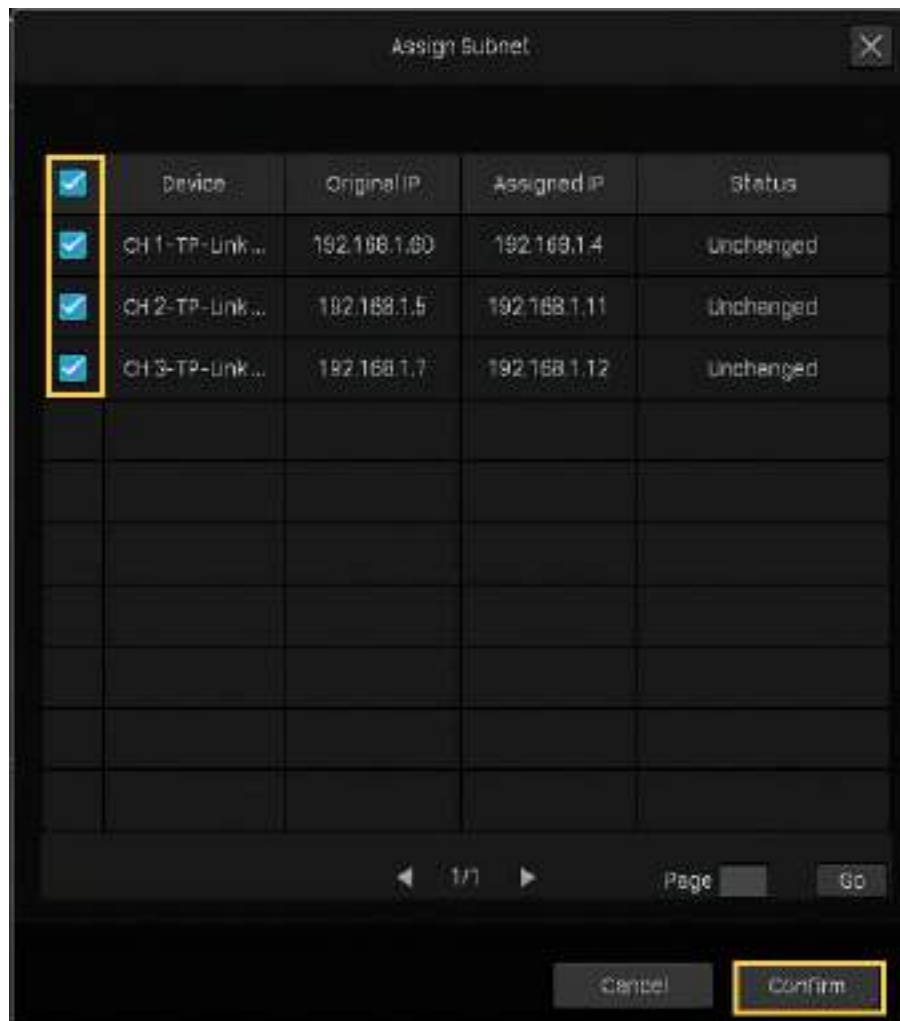 Assign Subnet
Device Original IP Assigned IP Status
CH 1-TP-Link ... 192.168.1.60 192.168.1.4 Unchanged
CH 2-TP-Link ... 192.168.1.5 192.168.1.11 Unchanged
CH 3-TP-Link ... 192.168.1.7 192.168.1.12 Unchanged
1/1 Page Go
Cancel Confirm